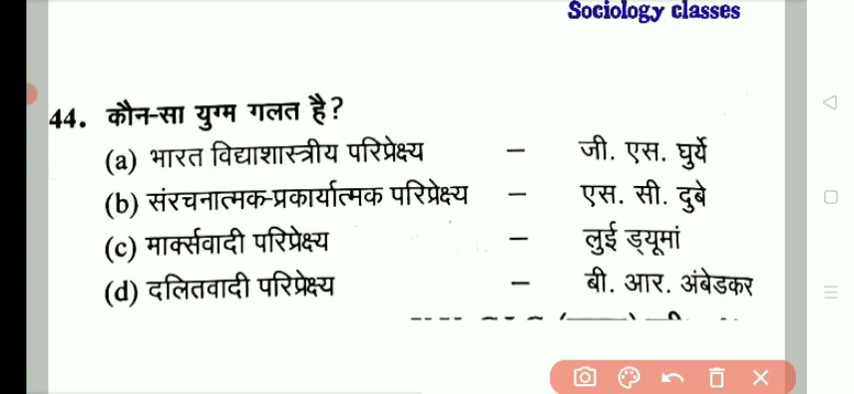 Sociology classes
44. कौन-सा युग्म गलत है?
(a) भारत विद्याशास्त्रीय परिप्रेक्ष्य – जी. एस. घुर्ये
(b) संरचनात्मक-प्रकार्यात्मक परिप्रेक्ष्य – एस. सी. दुबे
(c) मार्क्सवादी परिप्रेक्ष्य – लुई ड्यूमां
(d) दलितवादी परिप्रेक्ष्य – बी. आर. अंबेडकर